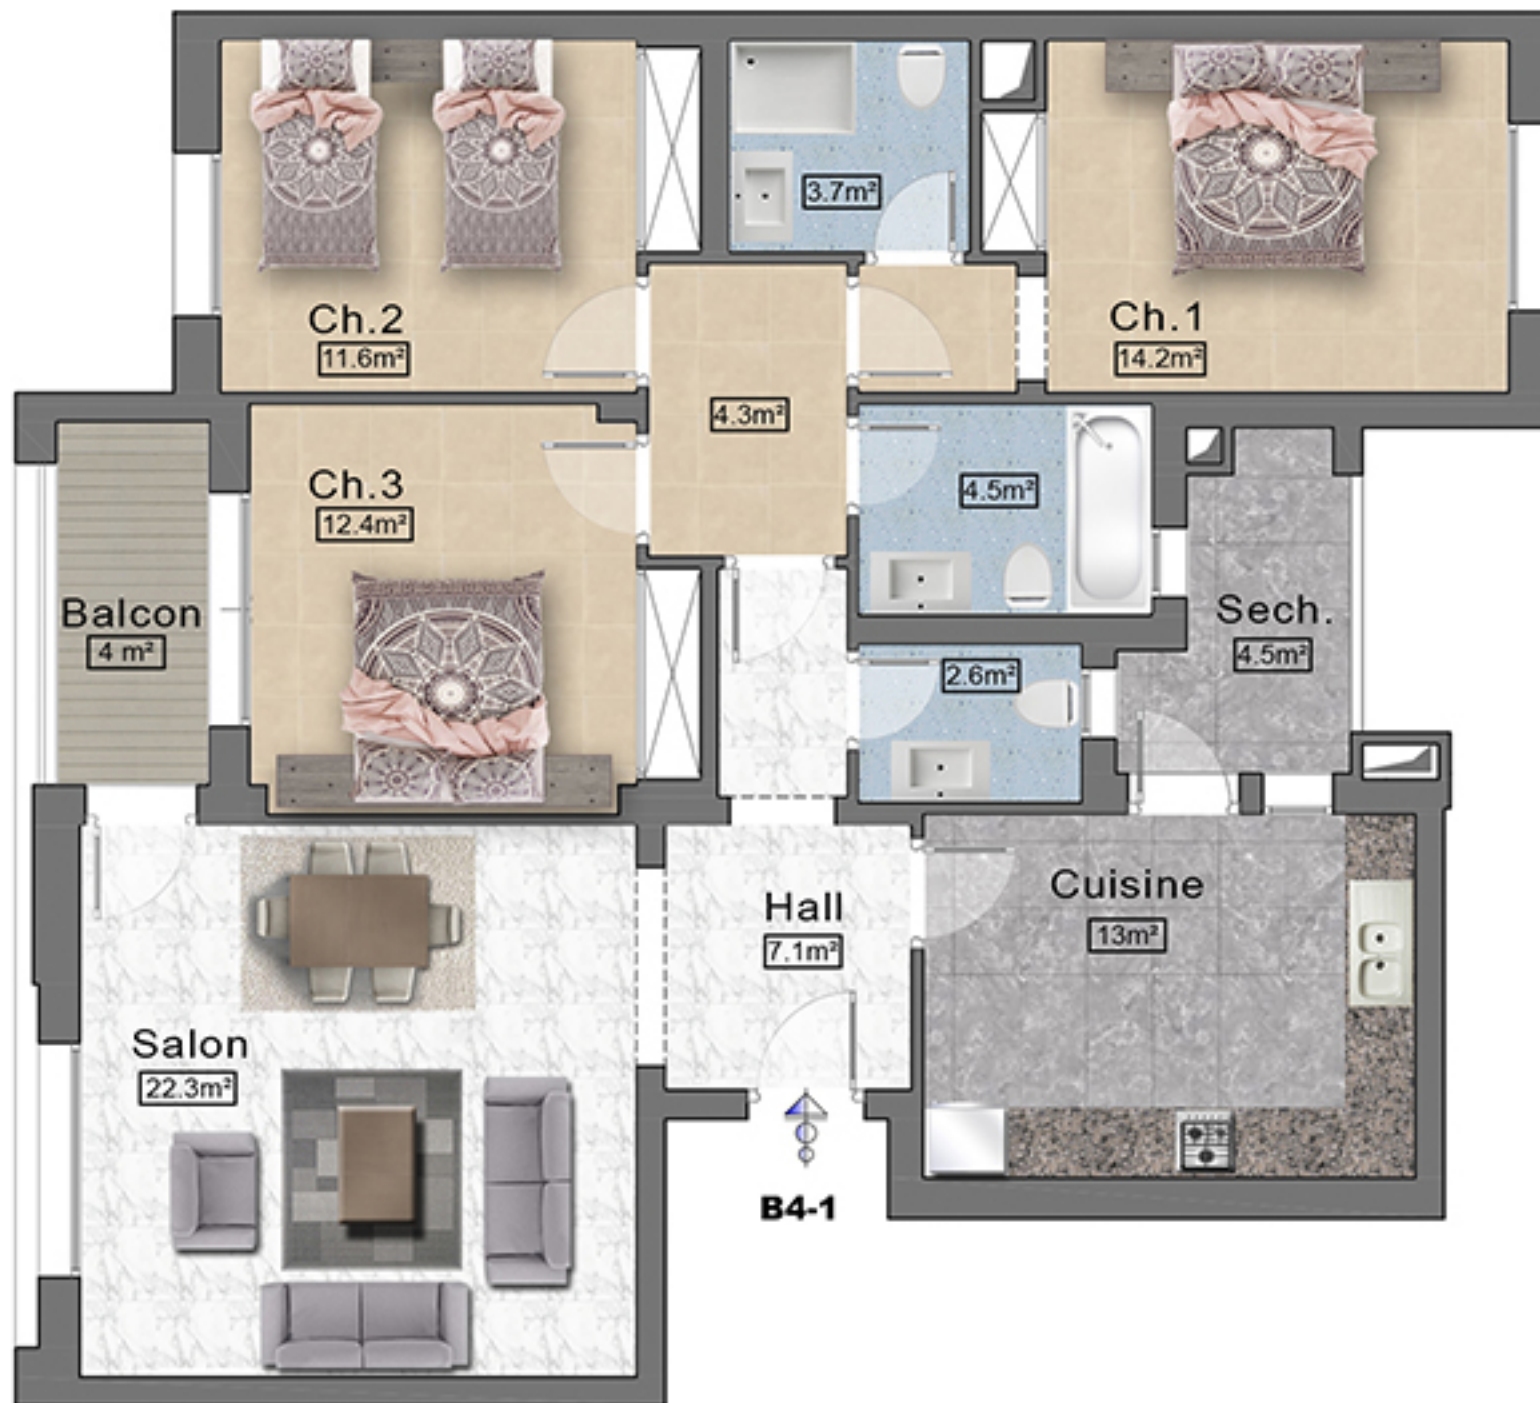 3.7m²
Ch.2
11.6m²
Ch.1
14.2m²
4.3m²
Ch.3
12.4m²
4.5m²
Balcon
4 m²
Sech.
4.5m²
2.6m²
Cuisine
13m²
Hall
7.1m²
Salon
22.3m²
B4-1